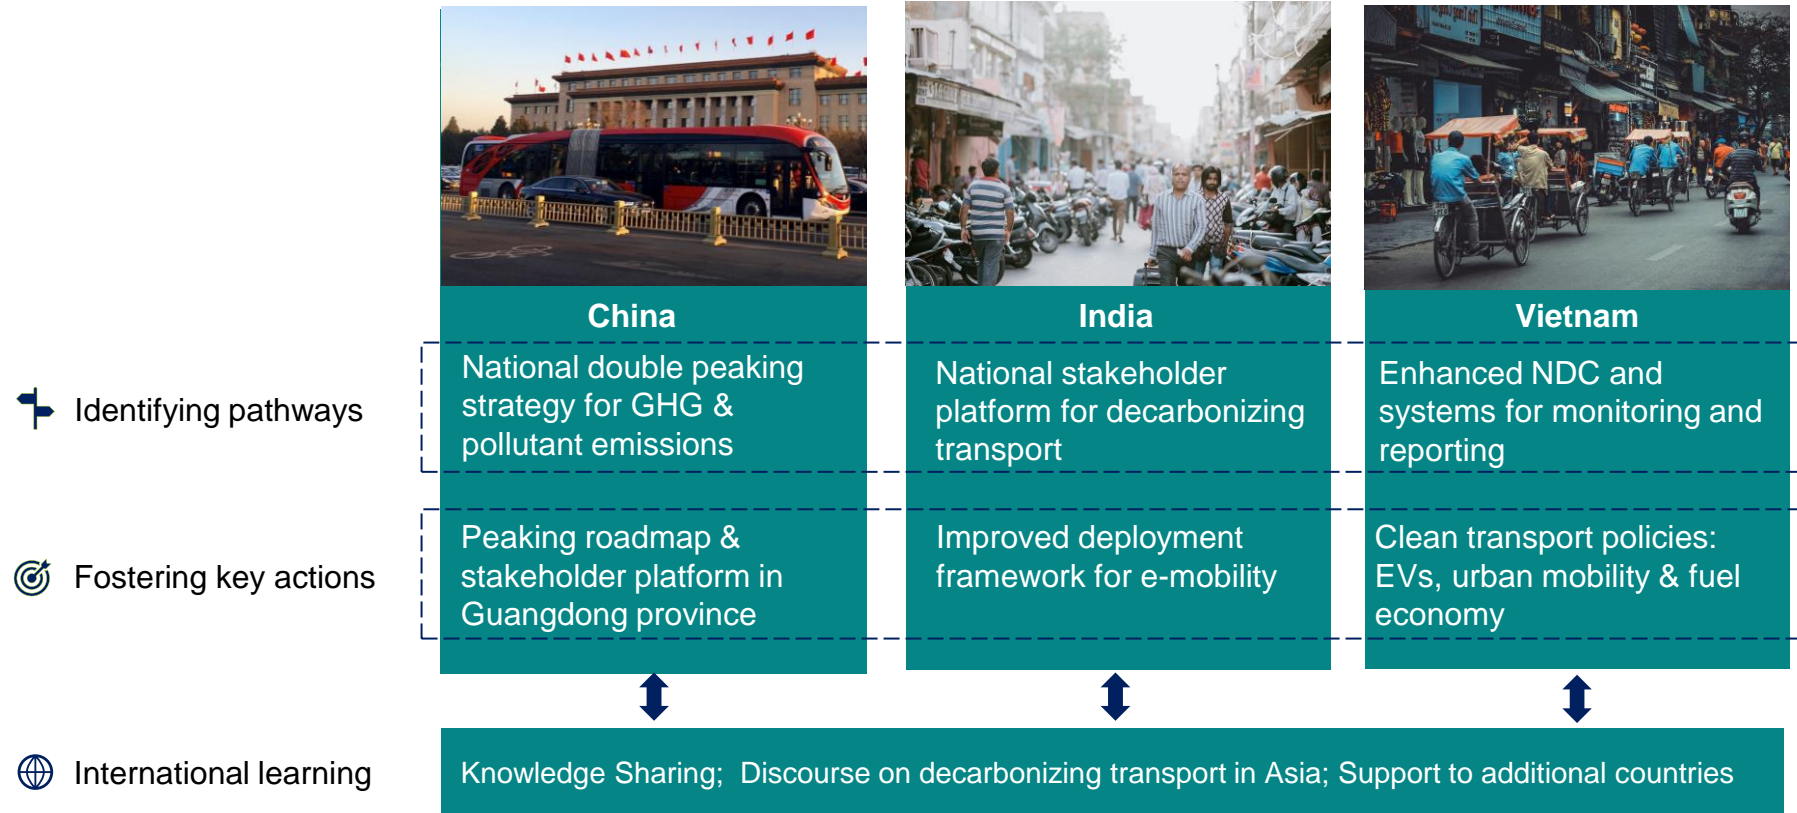 China
India
Vietnam
Identifying pathways
National double peaking
strategy for GHG &
pollutant emissions
National stakeholder
platform for decarbonizing
transport
Enhanced NDC and
systems for monitoring and
reporting
Fostering key actions
Peaking roadmap &
stakeholder platform in
Guangdong province
Improved deployment
framework for e-mobility
Clean transport policies:
EVs, urban mobility & fuel
economy
International learning
Knowledge Sharing;  Discourse on decarbonizing transport in Asia; Support to additional countries